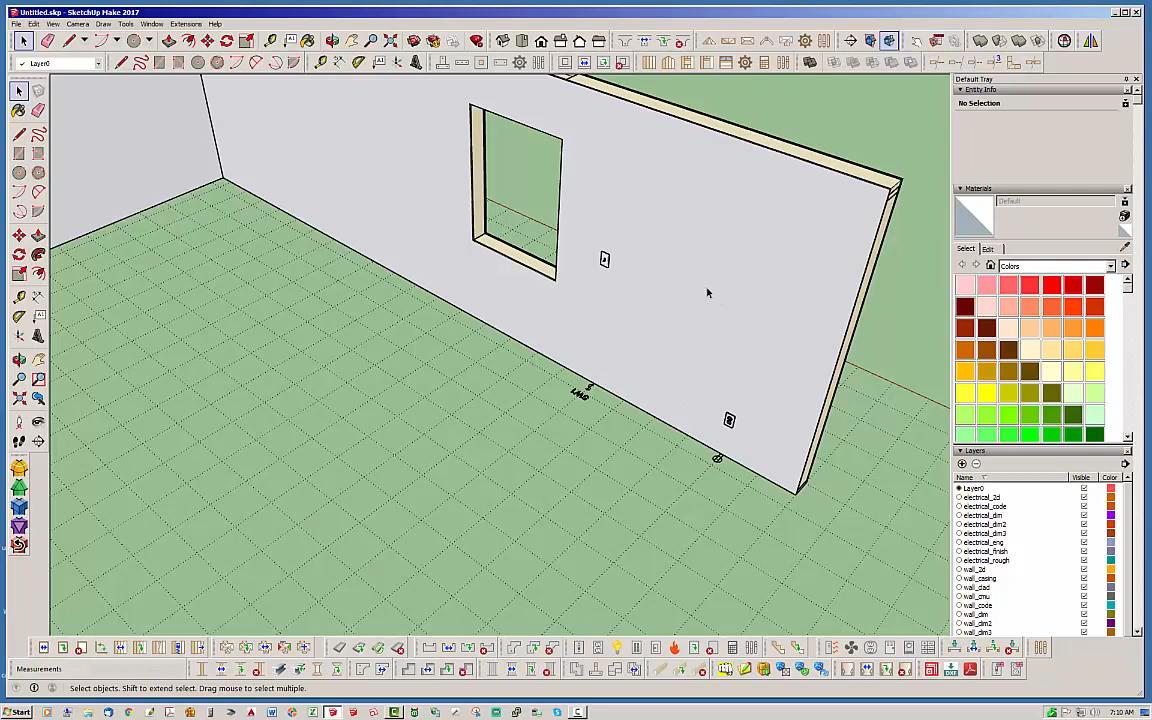 Untitled.skp - SketchUp Make 2017
File Edit View Camera Draw Tools Window Extensions Help
Layer0
Default Tray
Entity Info
No Selection
Materials
Default
Select Edit
Colors
Layers
Name Visible Color
Layer0
electrical_2d
electrical_code
electrical_dim
electrical_dim2
electrical_dim3
electrical_eng
electrical_finish
electrical_rough
wall_2d
wall_casing
wall_clad
wall_cmu
wall_code
wall_dim
wall_dim2
wall_dim3
Measurements
Select objects. Shift to extend select. Drag mouse to select multiple.
Start
7:10 AM